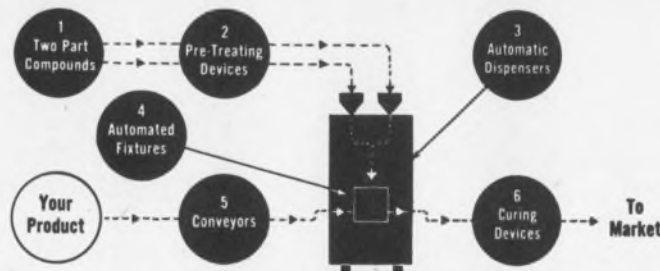 1
Two Part
Compounds
2
Pre-Treating
Devices
3
Automatic
Dispensers
4
Automated
Fixtures
Your
Product
5
Conveyors
6
Curing
Devices
To
Market